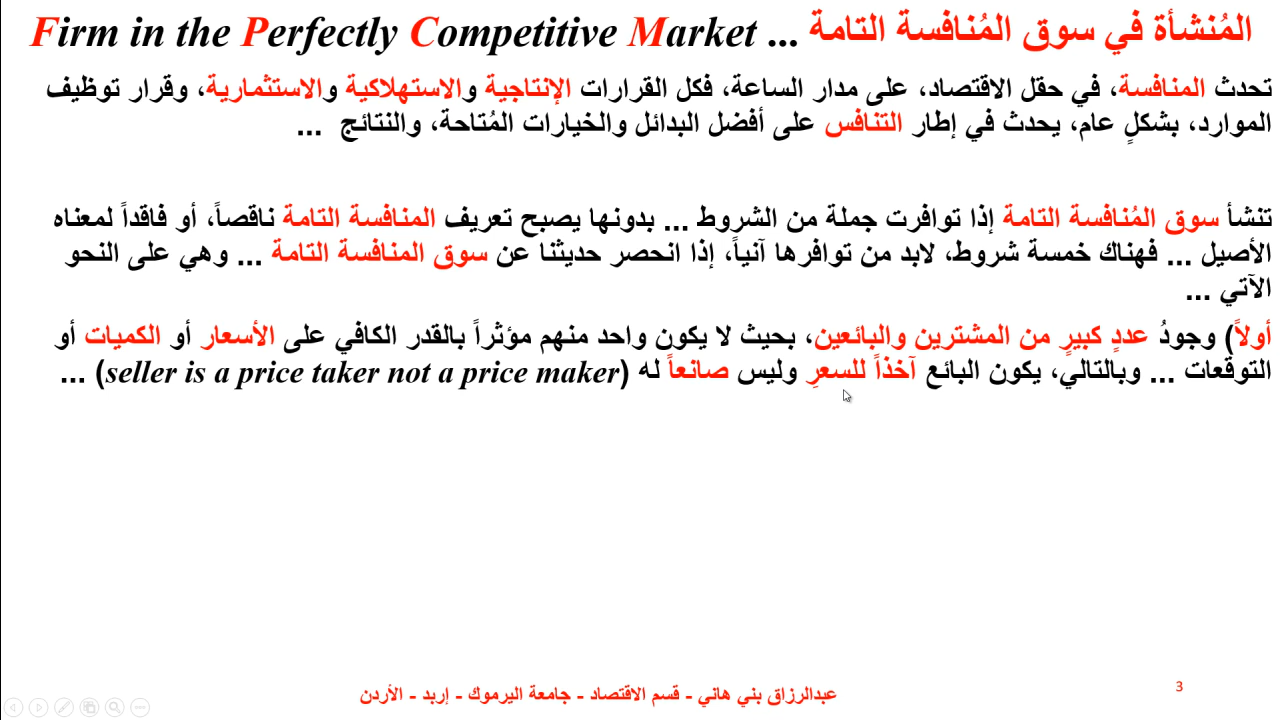 المُنشأة في سوق المُنافسة التامة ... Firm in the Perfectly Competitive Market
تحدث المنافسة، في حقل الاقتصاد، على مدار الساعة، فكل القرارات الإنتاجية والاستهلاكية والاستثمارية، وقرار توظيف
الموارد، بشكلٍ عام، يحدث في إطار التنافس على أفضل البدائل والخيارات المُتاحة، والنتائج ...
تنشأ سوق المُنافسة التامة إذا توافرت جملة من الشروط ... بدونها يصبح تعريف المنافسة التامة ناقصاً، أو فاقداً لمعناه
الأصيل ... فهناك خمسة شروط، لابد من توافرها آنياً، إذا انحصر حديثنا عن سوق المنافسة التامة ... وهي على النحو
الآتي ...
أولاً) وجودُ عددٍ كبيرٍ من المشترين والبائعين، بحيث لا يكون واحد منهم مؤثراً بالقدر الكافي على الأسعار أو الكميات أو
التوقعات ... وبالتالي، يكون البائع آخذاً للسعرِ وليس صانعاً له (seller is a price taker not a price maker) ...
عبدالرزاق بني هاني - قسم الاقتصاد - جامعة اليرموك - إربد - الأردن
3